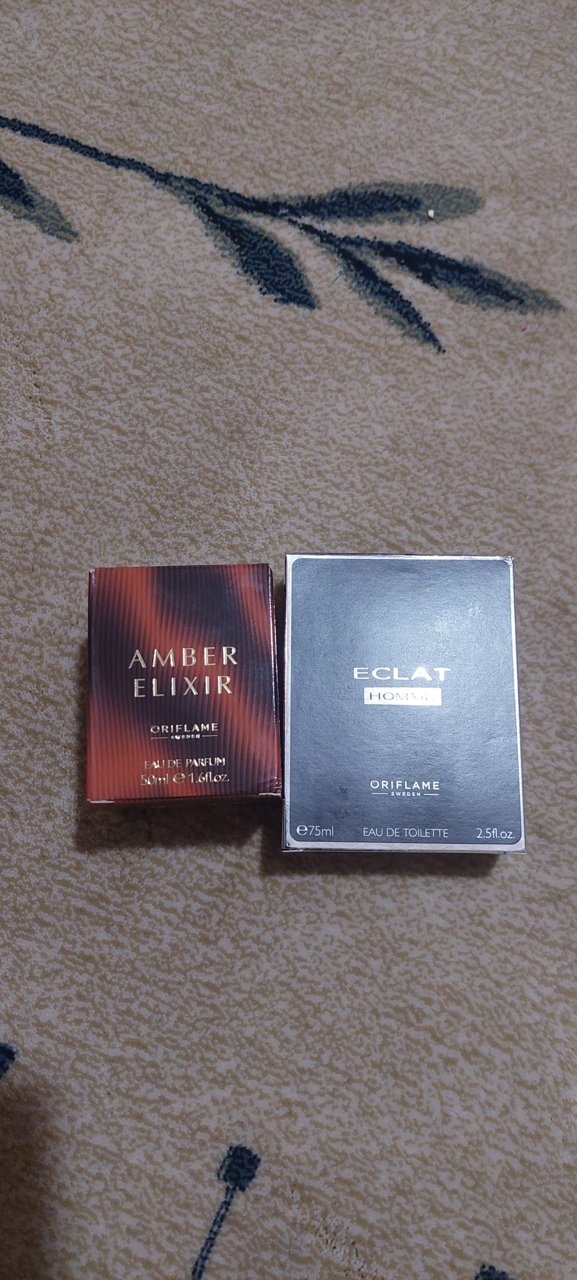 AMBER
ELIXIR
ORIFLAME
SWEDEN
EAU DE PARFUM
50ml e 1.6fl.oz.
ECLAT
HOMME
ORIFLAME
SWEDEN
e75ml EAU DE TOILETTE 2.5fl.oz.